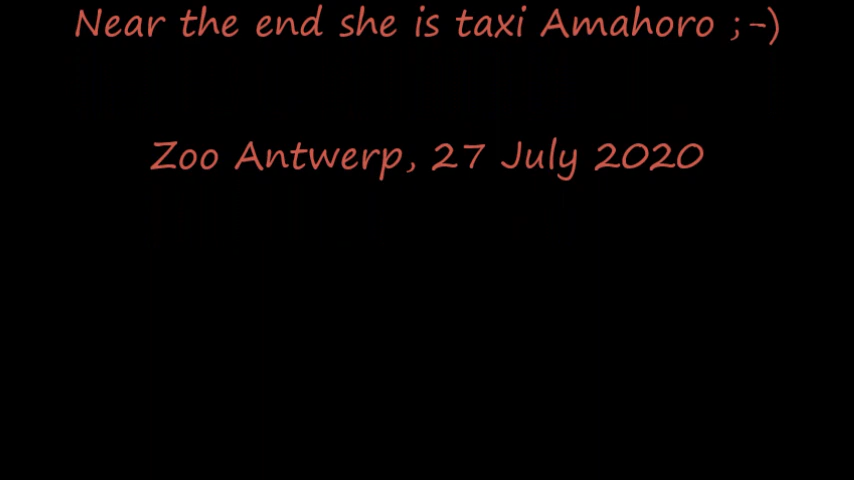 Near the end she is taxi Amahoro ;-)
Zoo Antwerp, 27 July 2020